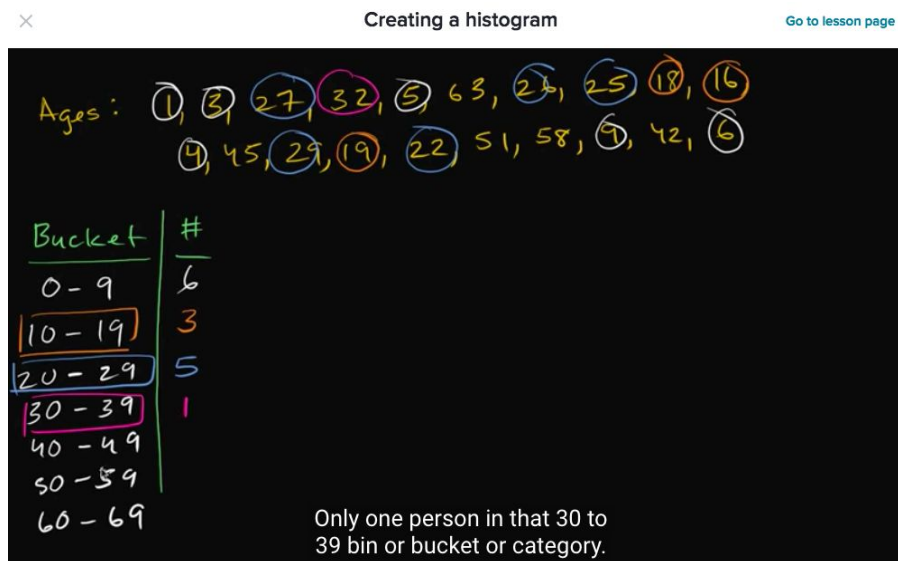 × Creating a histogram Go to lesson page
Ages: 1, 3, 27, 32, 5, 63, 26, 25, 18, 16
4, 45, 29, 19, 22, 51, 58, 9, 42, 6
Bucket #
0 - 9 6
10 - 19 3
20 - 29 5
30 - 39 1
40 - 49
50 - 59
60 - 69
Only one person in that 30 to
39 bin or bucket or category.